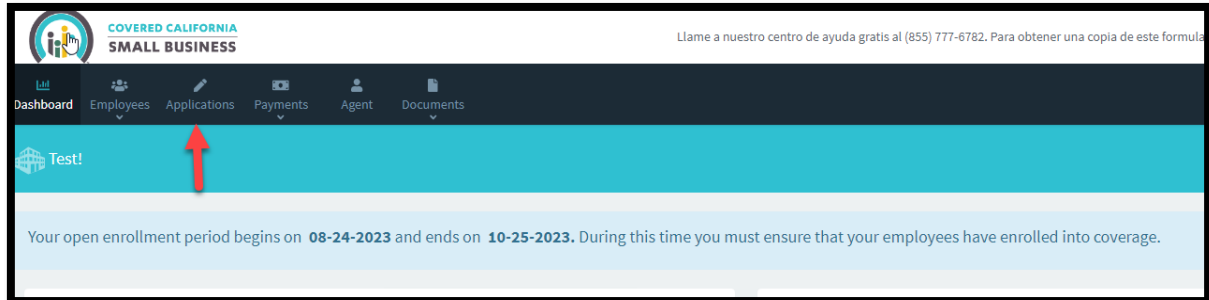 COVERED CALIFORNIA
SMALL BUSINESS
Llame a nuestro centro de ayuda gratis al (855) 777-6782. Para obtener una copia de este formula
Dashboard Employees Applications Payments Agent Documents
Test!
Your open enrollment period begins on 08-24-2023 and ends on 10-25-2023. During this time you must ensure that your employees have enrolled into coverage.